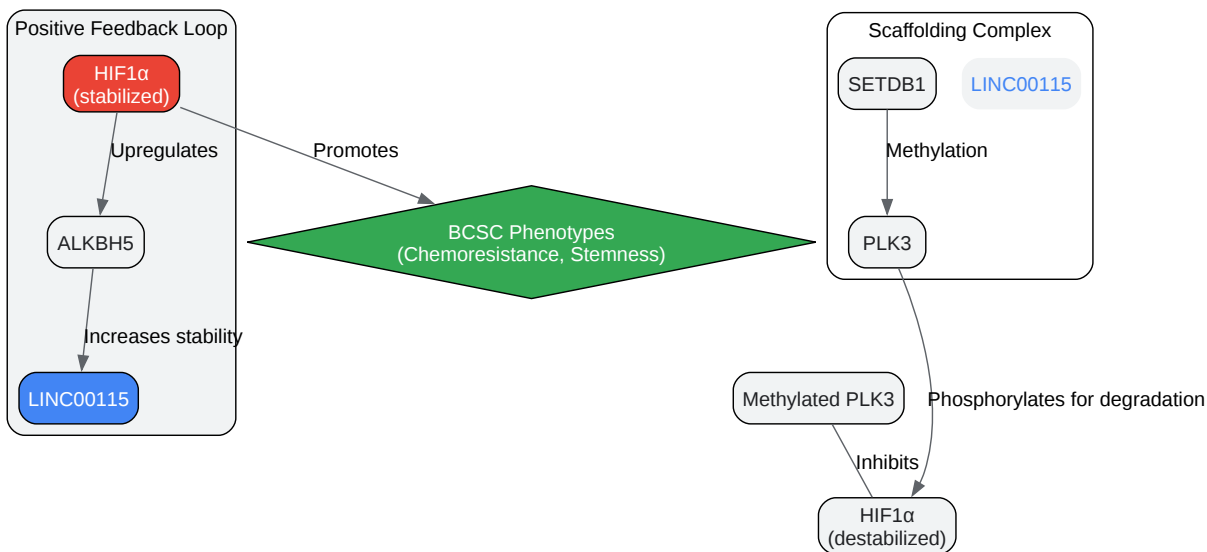 Positive Feedback Loop
HIF1α
(stabilized)
Upregulates
Promotes
ALKBH5
Increases stability
LINC00115
BCSC Phenotypes
(Chemoresistance, Stemness)
Scaffolding Complex
SETDB1
LINC00115
Methylation
PLK3
Methylated PLK3
Phosphorylates for degradation
Inhibits
HIF1α
(destabilized)